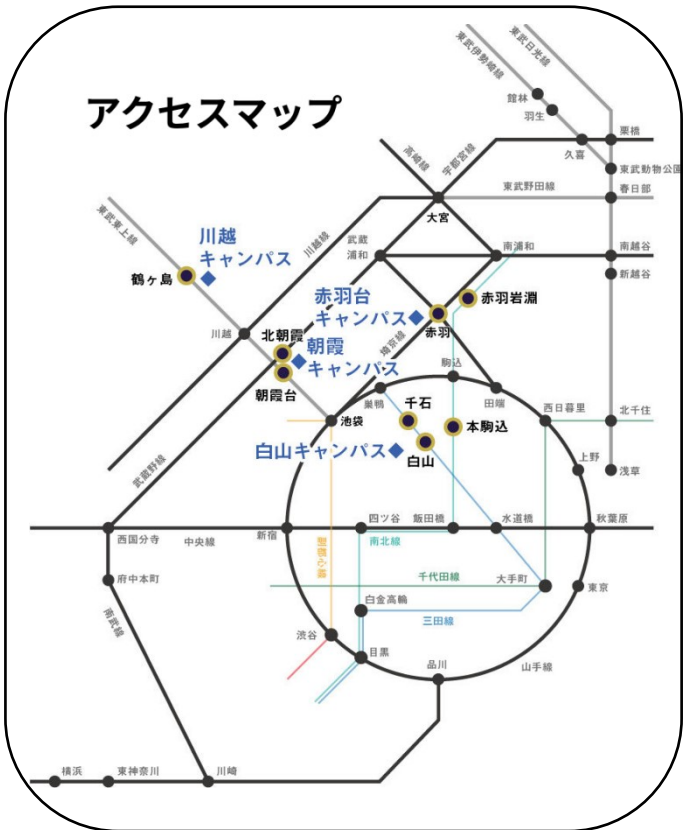 アクセスマップ
東武伊勢崎線
東武日光線
館林
羽生
久喜
栗橋
東武動物公園
高崎線
宇都宮線
東武野田線
春日部
大宮
東武東上線
川越
キャンパス
川越線
武蔵
浦和
南浦和
南越谷
新越谷
鶴ヶ島
赤羽台
キャンパス
赤羽岩淵
赤羽
川越
北朝霞
朝霞
キャンパス
埼京線
駒込
朝霞台
巣鴨
千石
田端
西日暮里
北千住
池袋
本駒込
白山キャンパス
白山
上野
浅草
武蔵野線
西国分寺
中央線
新宿
四ツ谷
飯田橋
水道橋
秋葉原
南北線
副都心線
府中本町
千代田線
大手町
東京
白金高輪
三田線
南武線
渋谷
目黒
品川
山手線
横浜
東神奈川
川崎